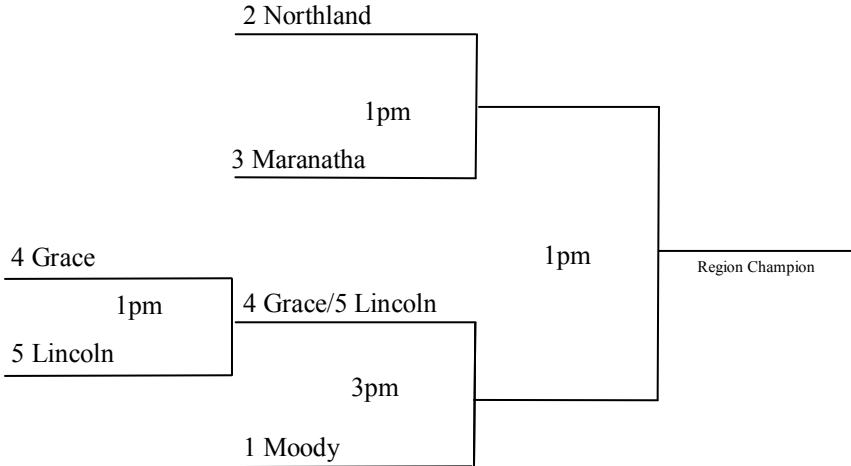 2 Northland
1pm
3 Maranatha
1pm
Region Champion
4 Grace
1pm
5 Lincoln
4 Grace/5 Lincoln
3pm
1 Moody